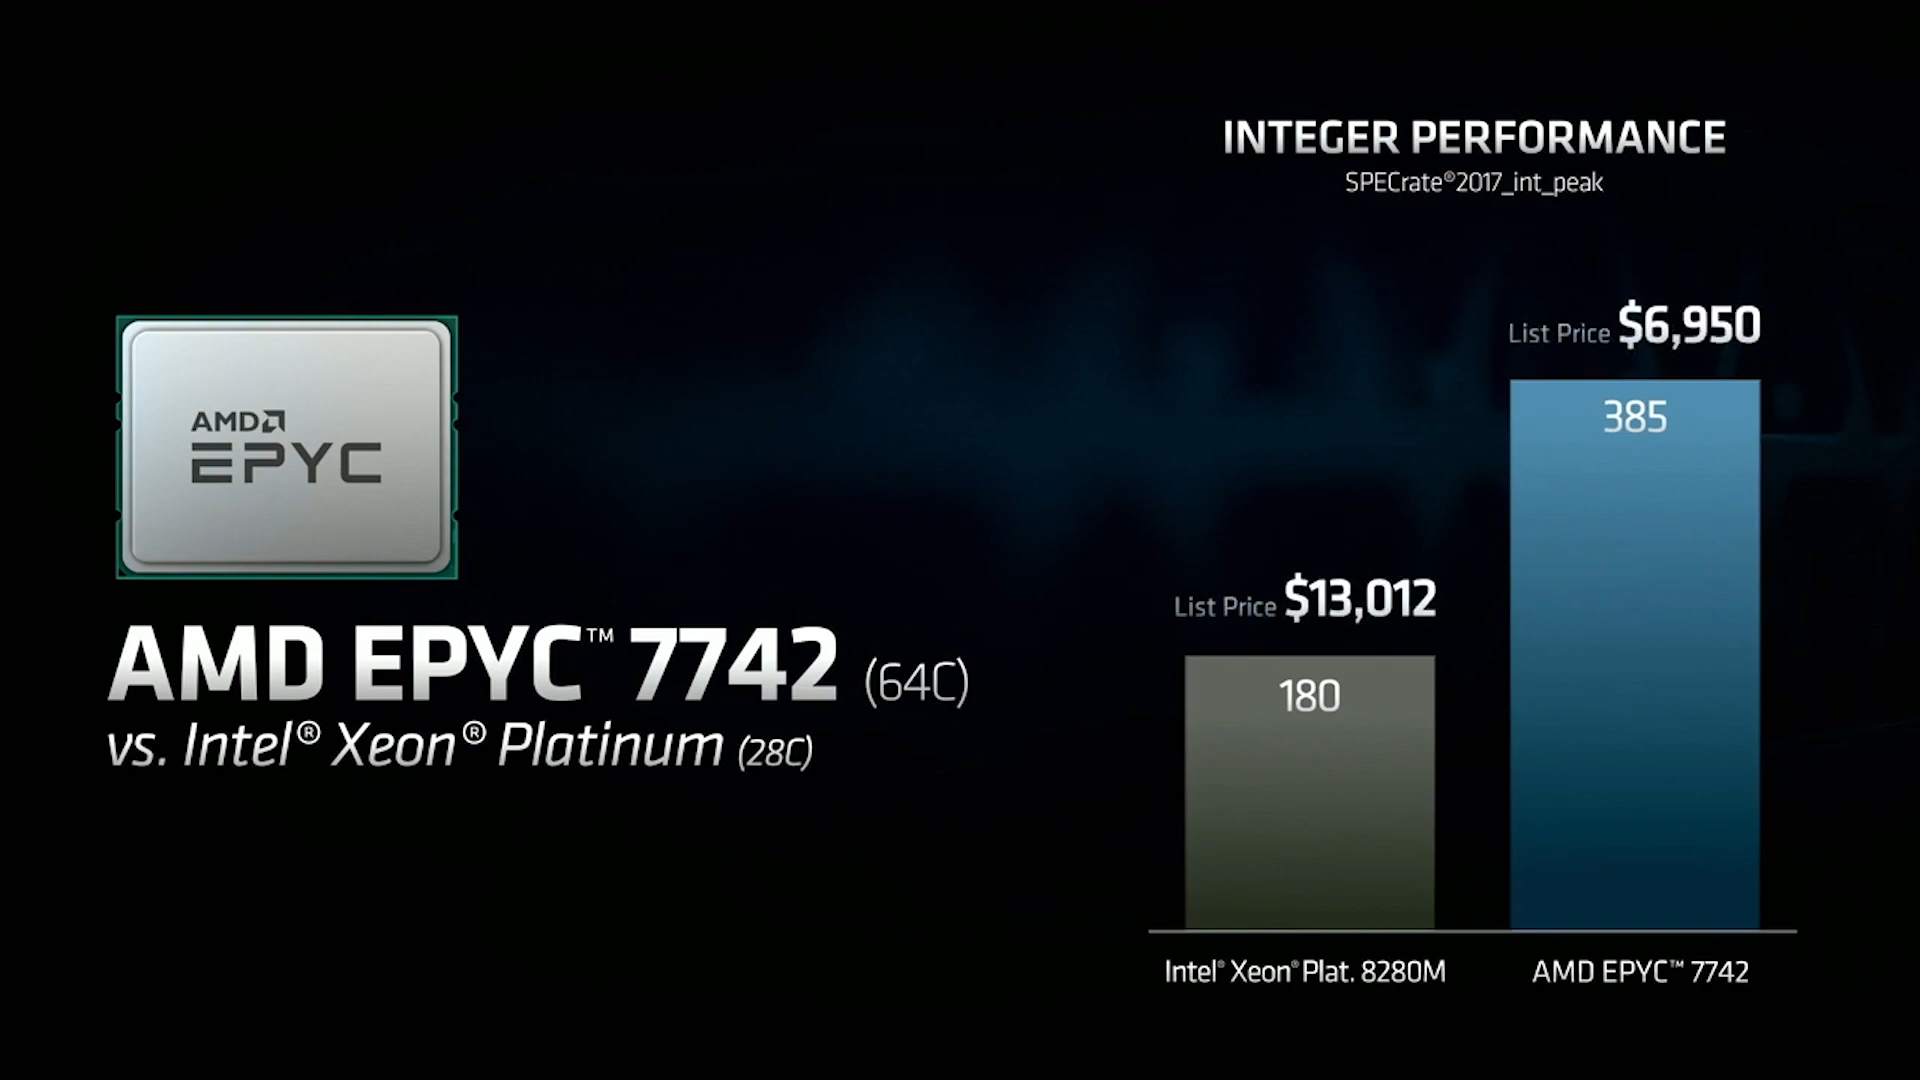 INTEGER PERFORMANCE
SPECrate®2017_int_peak
List Price $6,950
385
AMD
EPYC
List Price $13,012
180
AMD EPYC™ 7742 (64C)
vs. Intel® Xeon® Platinum (28C)
Intel® Xeon® Plat. 8280M
AMD EPYC™ 7742